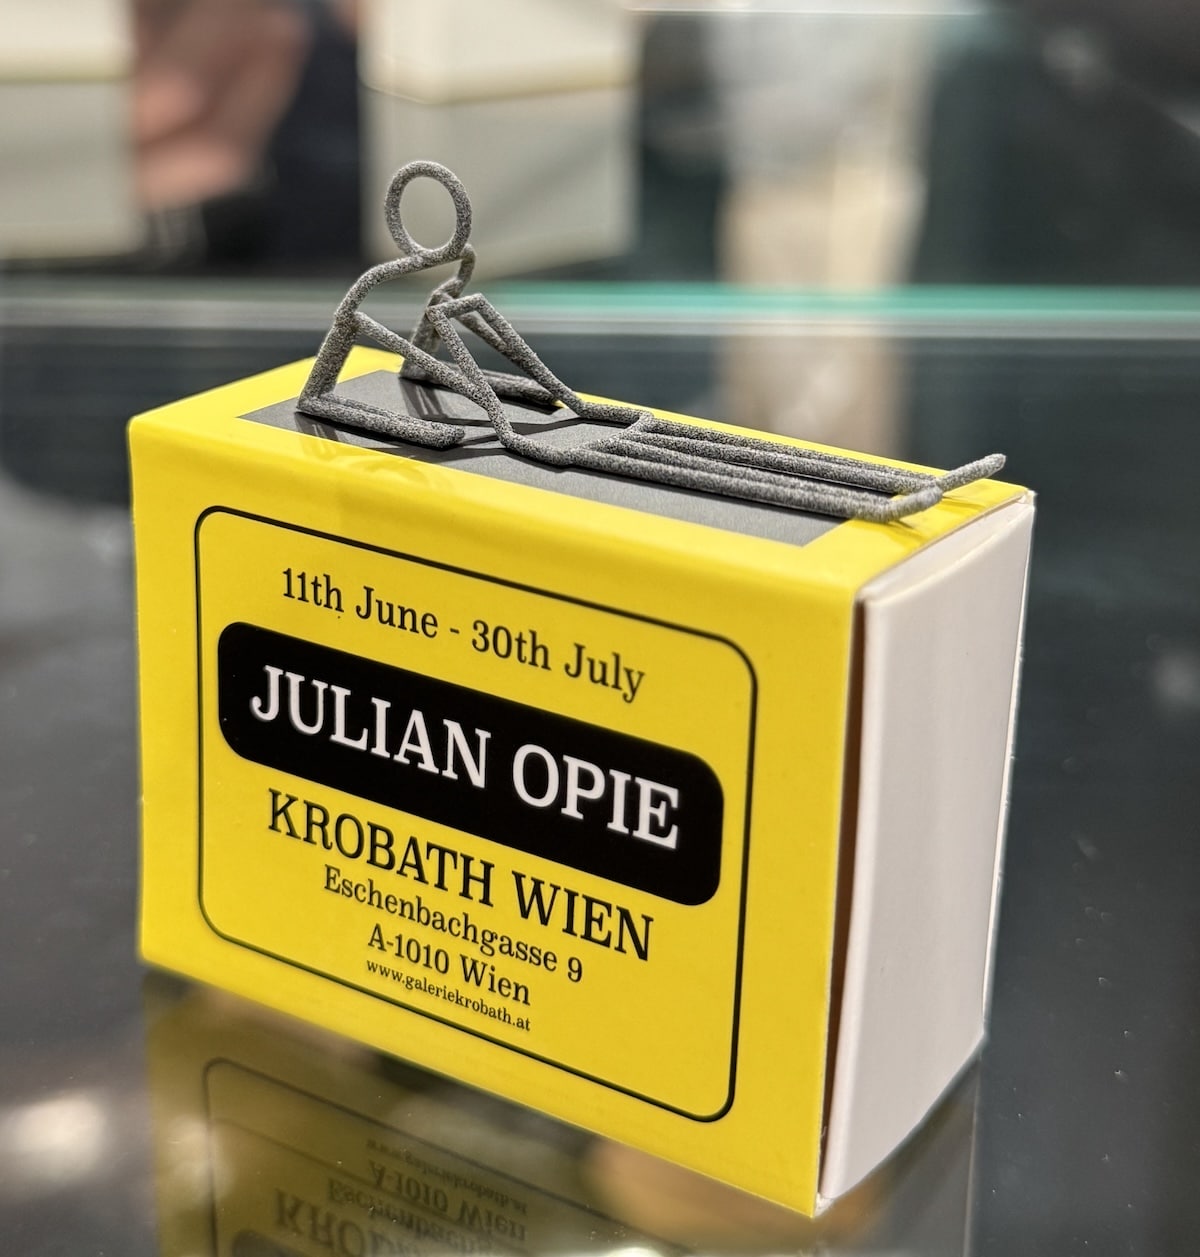 11th June - 30th July
JULIAN OPIE
KROBATH WIEN
Eschenbachgasse 9
A-1010 Wien
www.galeriekrobath.at